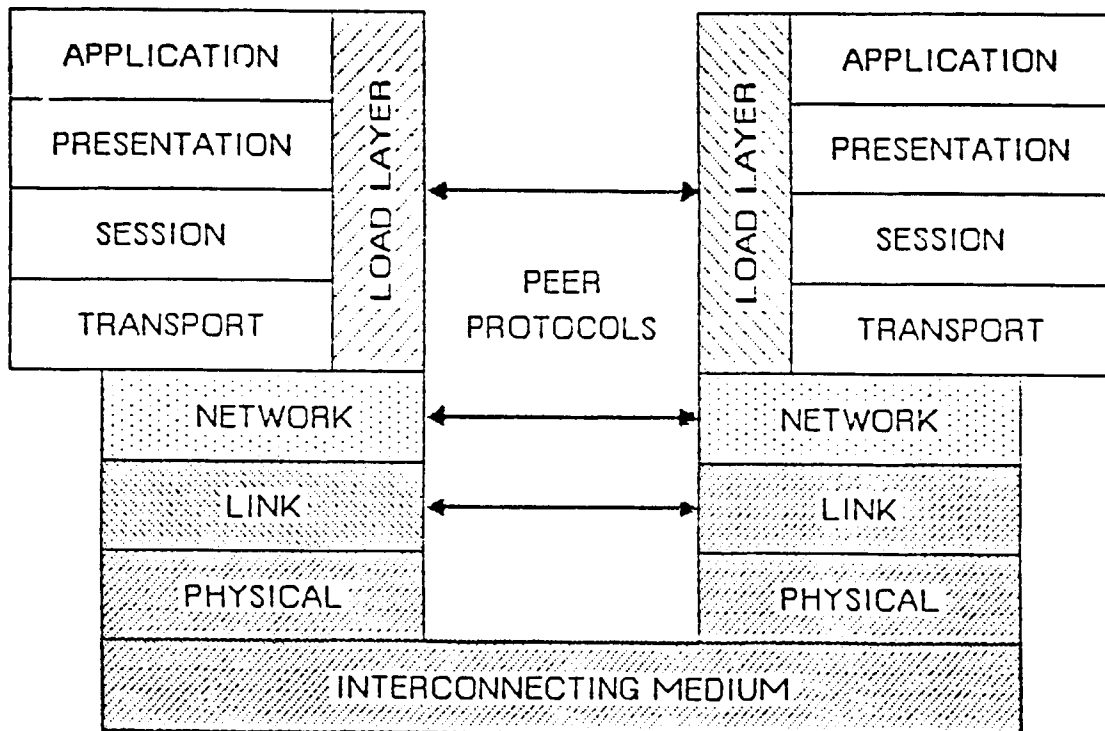 APPLICATION
PRESENTATION
SESSION
TRANSPORT
LOAD LAYER
NETWORK
LINK
PHYSICAL
PEER
PROTOCOLS
LOAD LAYER
APPLICATION
PRESENTATION
SESSION
TRANSPORT
NETWORK
LINK
PHYSICAL
INTERCONNECTING MEDIUM